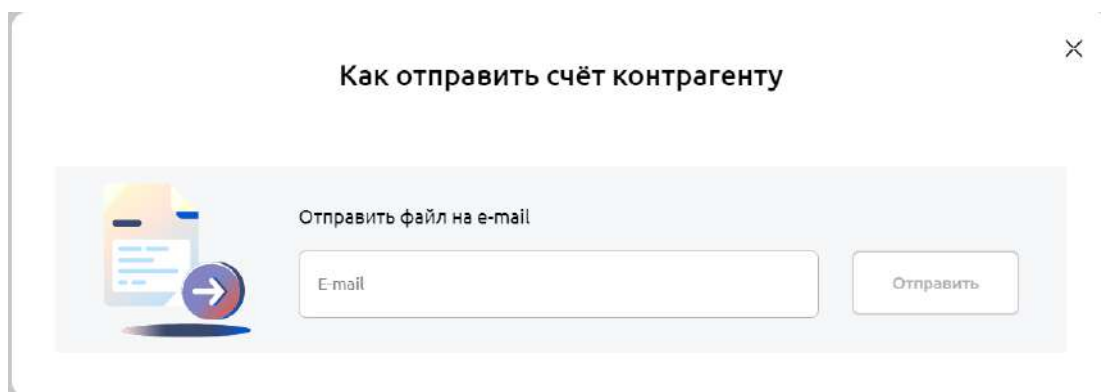 Как отправить счёт контрагенту
Отправить файл на e-mail
E-mail
Отправить